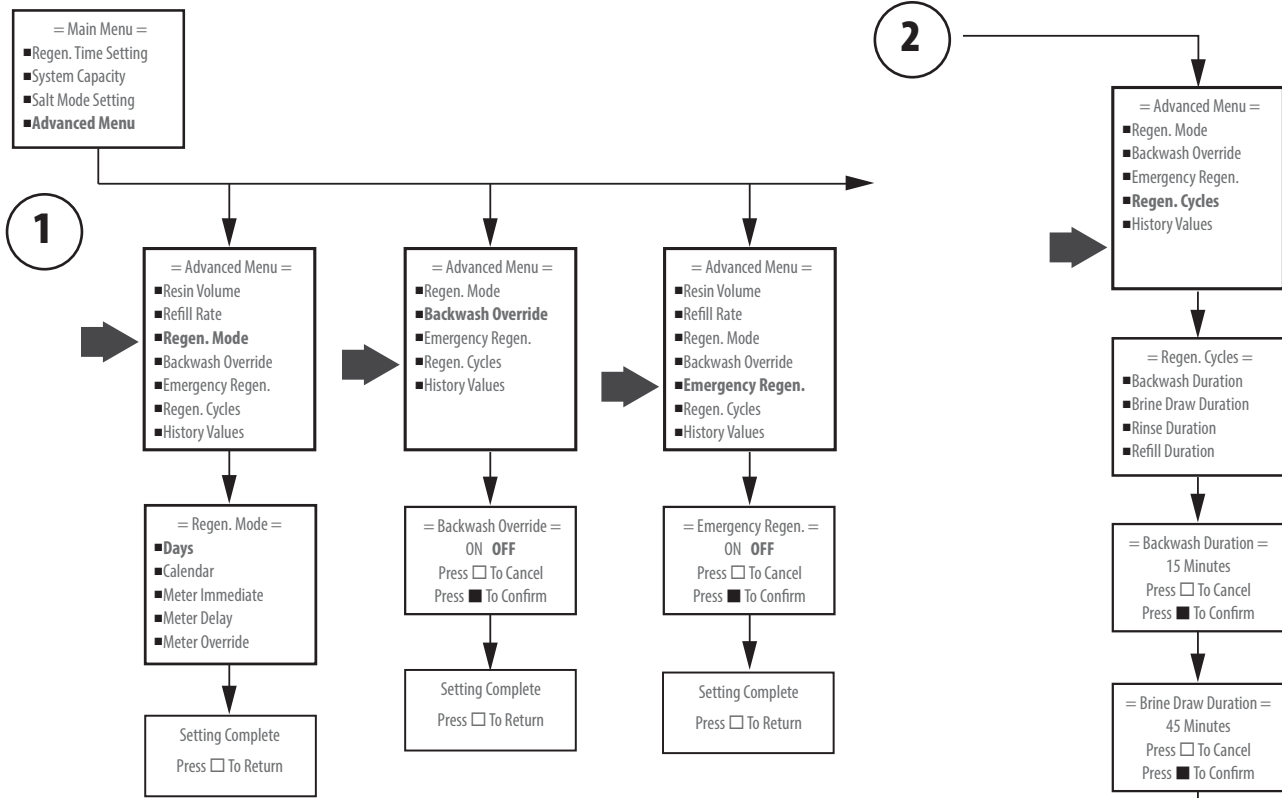 = Main Menu =
■Regen. Time Setting
■System Capacity
■Salt Mode Setting
■Advanced Menu
1
= Advanced Menu =
■Resin Volume
■Refill Rate
■Regen. Mode
■Backwash Override
■Emergency Regen.
■Regen. Cycles
■History Values
= Regen. Mode =
■Days
■Calendar
■Meter Immediate
■Meter Delay
■Meter Override
Setting Complete
Press □ To Return
= Advanced Menu =
■Regen. Mode
■Backwash Override
■Emergency Regen.
■Regen. Cycles
■History Values
= Backwash Override =
ON OFF
Press □ To Cancel
Press ■ To Confirm
Setting Complete
Press □ To Return
= Advanced Menu =
■Resin Volume
■Refill Rate
■Regen. Mode
■Backwash Override
■Emergency Regen.
■Regen. Cycles
■History Values
= Emergency Regen. =
ON OFF
Press □ To Cancel
Press ■ To Confirm
Setting Complete
Press □ To Return
2
= Advanced Menu =
■Regen. Mode
■Backwash Override
■Emergency Regen.
■Regen. Cycles
■History Values
= Regen. Cycles =
■Backwash Duration
■Brine Draw Duration
■Rinse Duration
■Refill Duration
= Backwash Duration =
15 Minutes
Press □ To Cancel
Press ■ To Confirm
= Brine Draw Duration =
45 Minutes
Press □ To Cancel
Press ■ To Confirm